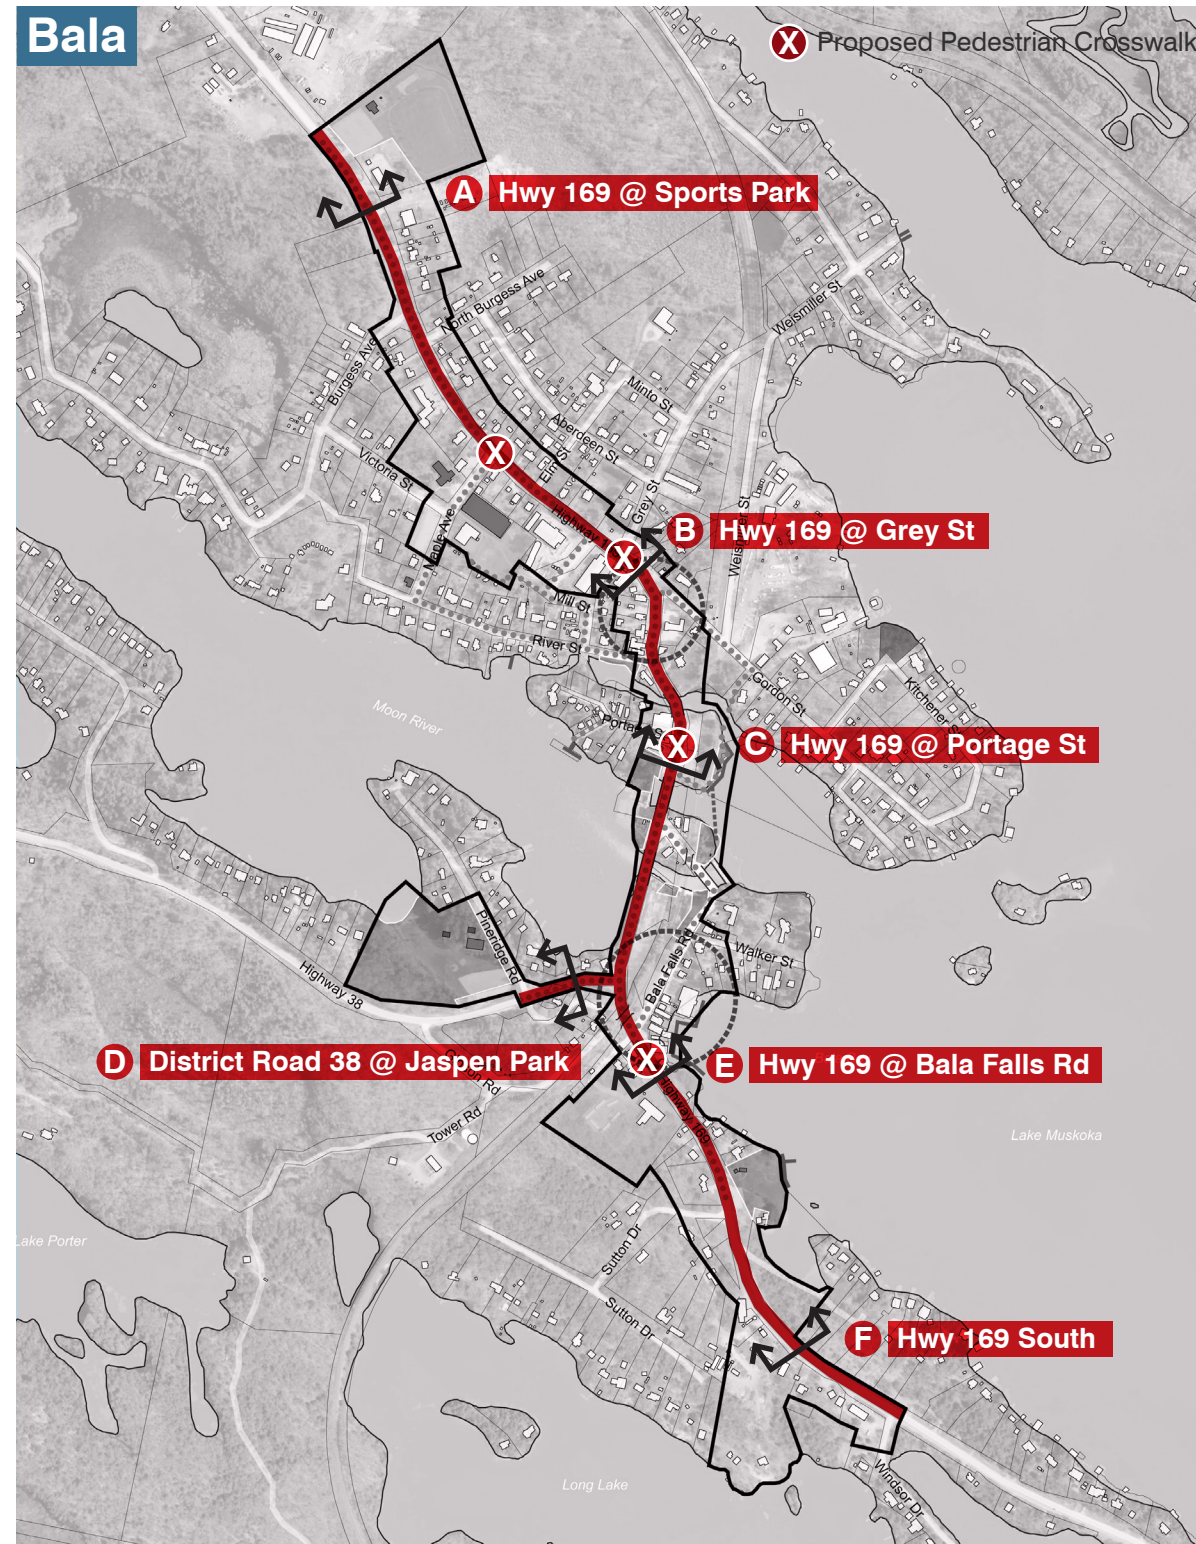 Bala
X Proposed Pedestrian Crosswalk
A Hwy 169 @ Sports Park
North Burgess Ave
Weismiller St
Burgess Ave
Minto St
Aberdeen St
X
Elm St
Victoria St
Grey St
Highway 1
B Hwy 169 @ Grey St
X
Maple Ave
Mill St
River St
Gordon St
Kitchener S
Moon River
Portage S
X
C Hwy 169 @ Portage St
Pineridge Rd
Walker St
Bala Falls Rd
Highway 38
D District Road 38 @ Jaspen Park
X
E Hwy 169 @ Bala Falls Rd
Rd
Highway 169
Tower Rd
Lake Muskoka
Lake Porter
Sutton Dr
Sutton Dr
F Hwy 169 South
Long Lake
Windsor Dr